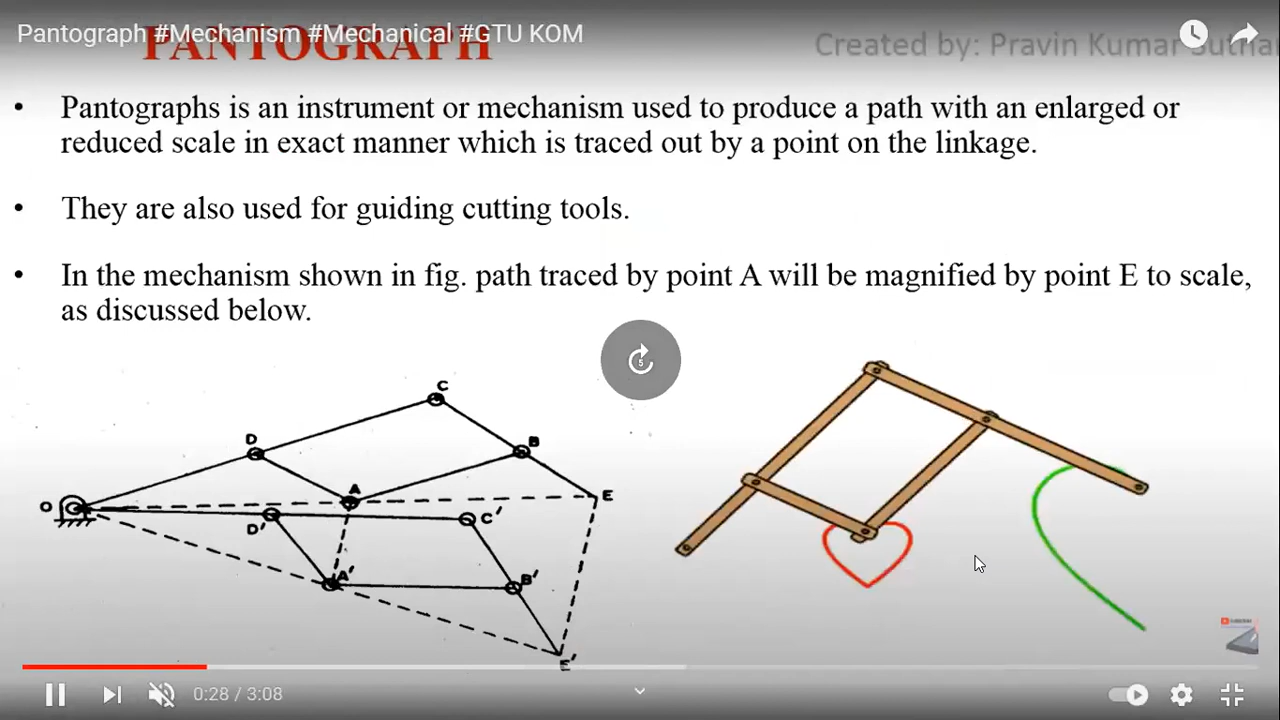 Pantograph #Mechanism #Mechanical #GTU KOM
PANTOGRAPH
Created by: Pravin Kumar Sutha
• Pantographs is an instrument or mechanism used to produce a path with an enlarged or
reduced scale in exact manner which is traced out by a point on the linkage.
• They are also used for guiding cutting tools.
• In the mechanism shown in fig. path traced by point A will be magnified by point E to scale,
as discussed below.
5
C
D
B
A
E
O
D'
C'
A'
B'
E'
0:28 / 3:08